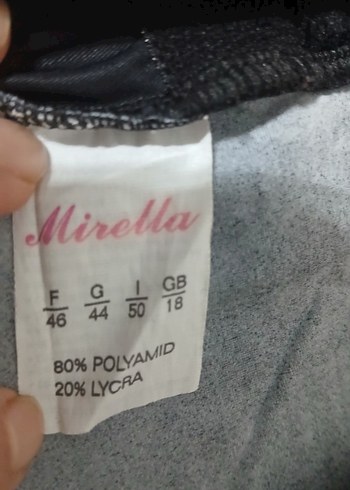 Mirella
F G I GB
46 44 50 18
80% POLYAMID
20% LYCRA